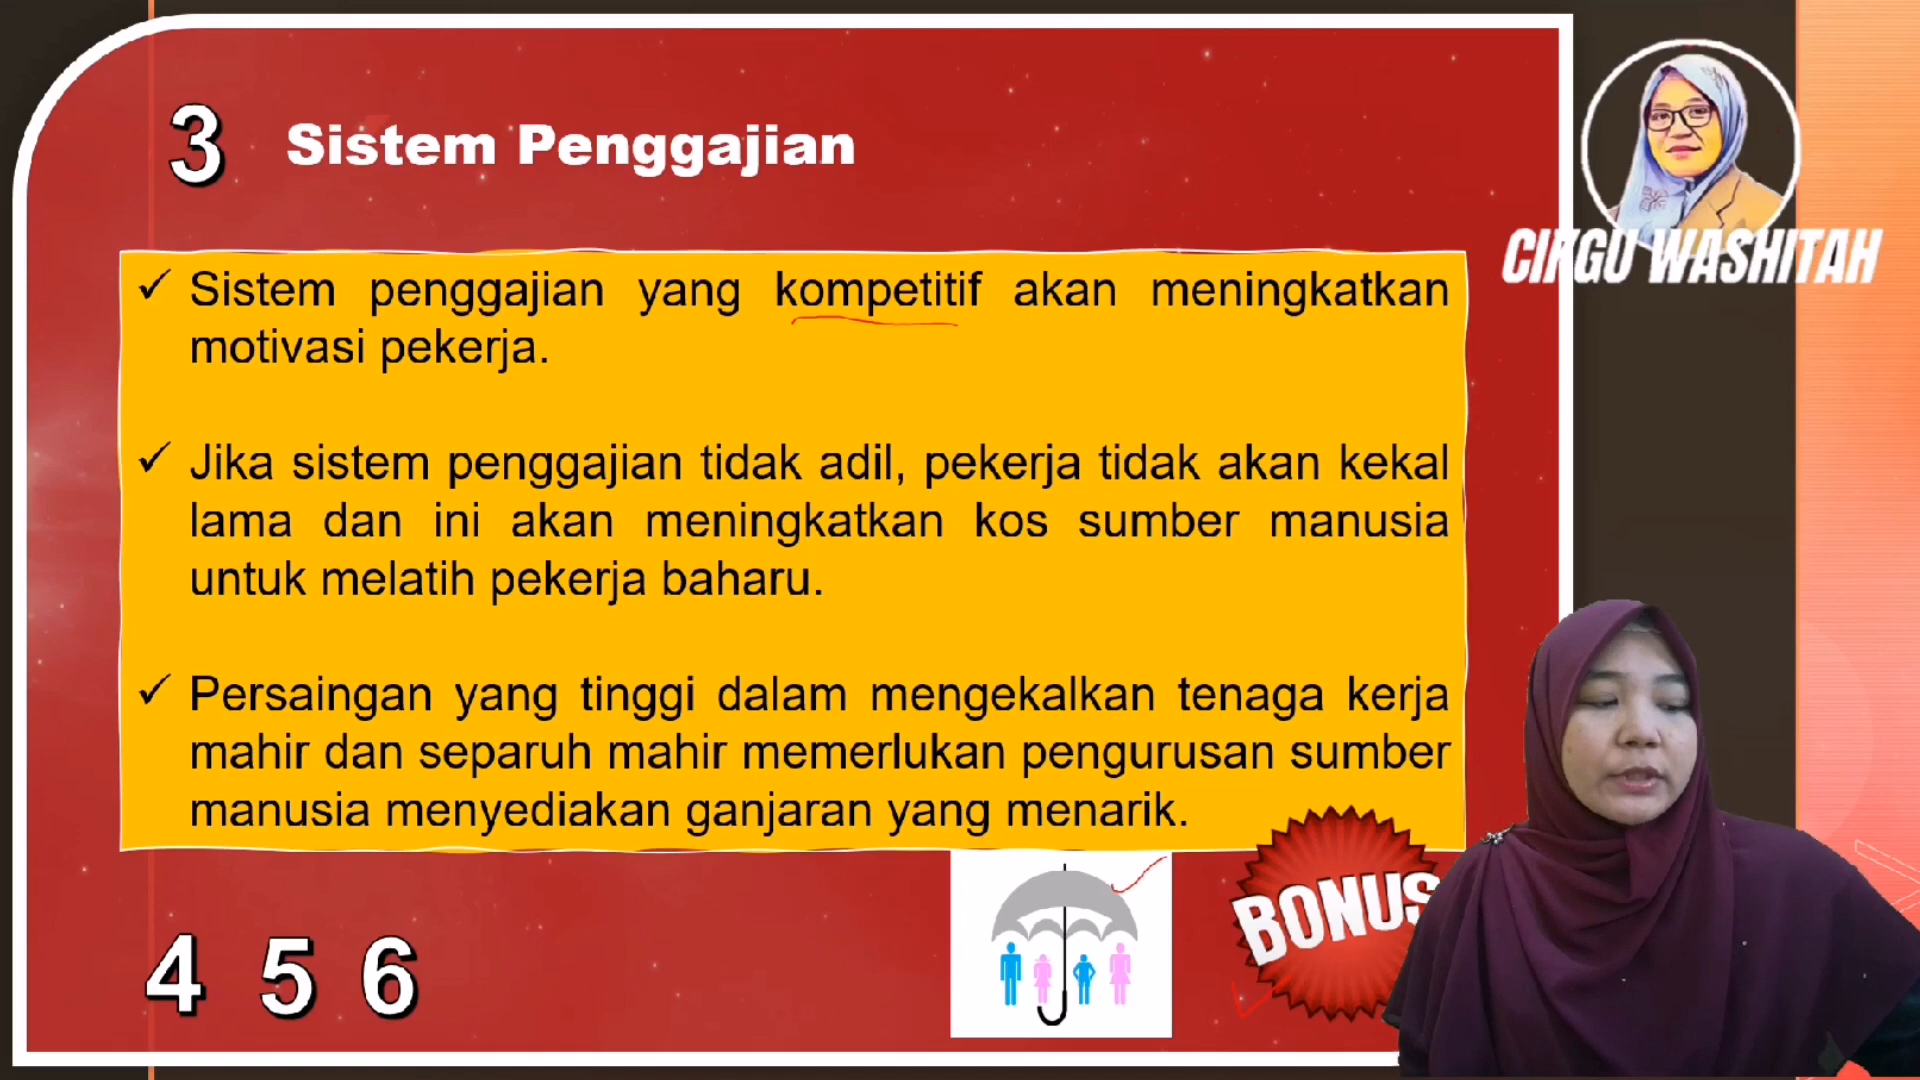 3 Sistem Penggajian
CIKGU WASHITAH
✓ Sistem penggajian yang kompetitif akan meningkatkan
motivasi pekerja.
✓ Jika sistem penggajian tidak adil, pekerja tidak akan kekal
lama dan ini akan meningkatkan kos sumber manusia
untuk melatih pekerja baharu.
✓ Persaingan yang tinggi dalam mengekalkan tenaga kerja
mahir dan separuh mahir memerlukan pengurusan sumber
manusia menyediakan ganjaran yang menarik.
BONUS
4 5 6